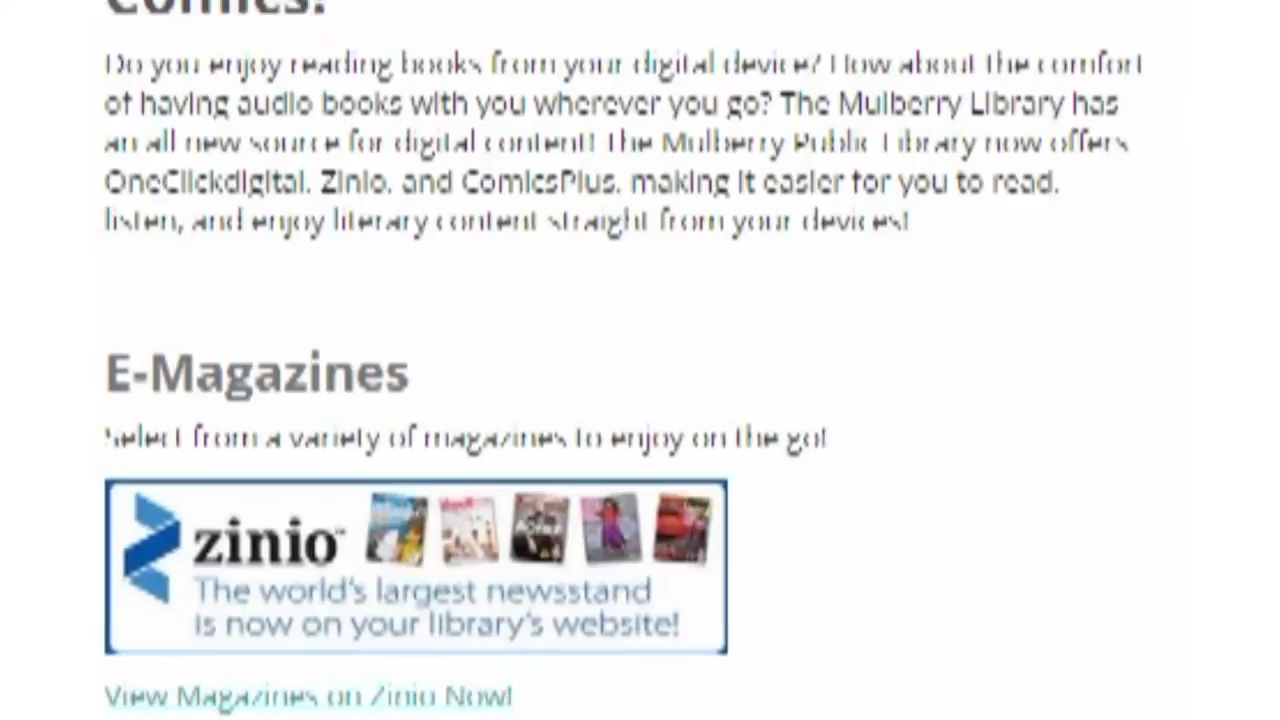 Comics!
Do you enjoy reading books from your digital device? How about the comfort
of having audio books with you wherever you go? The Mulberry Library has
an all new source for digital content! The Mulberry Public Library now offers
OneClickdigital, Zinio, and ComicsPlus, making it easier for you to read,
listen, and enjoy literary content straight from your devices!
E-Magazines
Select from a variety of magazines to enjoy on the go!
zinio™
The world's largest newsstand
is now on your library's website!
View Magazines on Zinio Now!